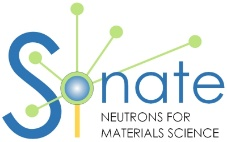 Sonate
NEUTRONS FOR
MATERIALS SCIENCE